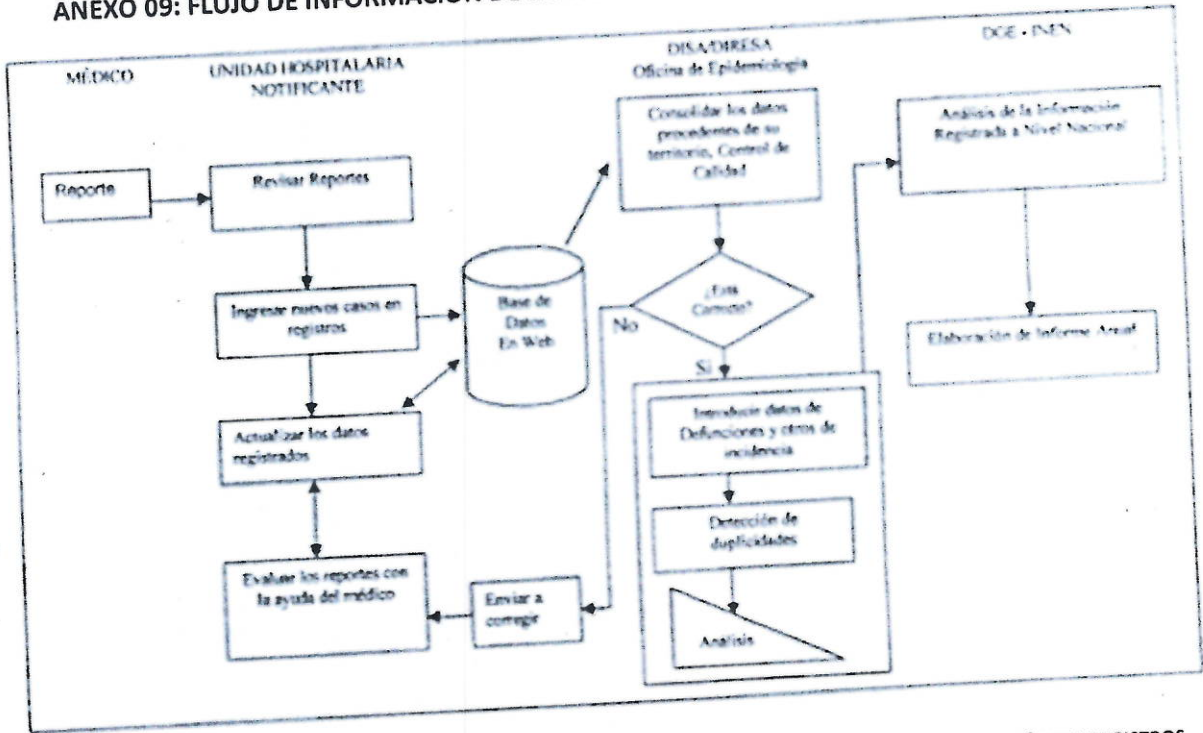 ANEXO 09: FLUJO DE INFORMACIÓN
MÉDICO
UNIDAD HOSPITALARIA
NOTIFICANTE
DISA/DIRESA
Oficina de Epidemiología
DGE - INEN
Reporte
Revisar Reportes
Ingresar nuevos casos en
registros
Actualizar los datos
registrados
Evaluar los reportes con
la ayuda del médico
Base de
Datos
En Web
Enviar a
corregir
Consolidar los datos
procedentes de su
territorio, Control de
Calidad
¿Esta
Correcto?
No
Si
Introducir datos de
Defunciones y otros de
incidencia
Detección de
duplicidades
Analisis
Análisis de la Información
Registrada a Nivel Nacional
Elaboración de Informe Anual